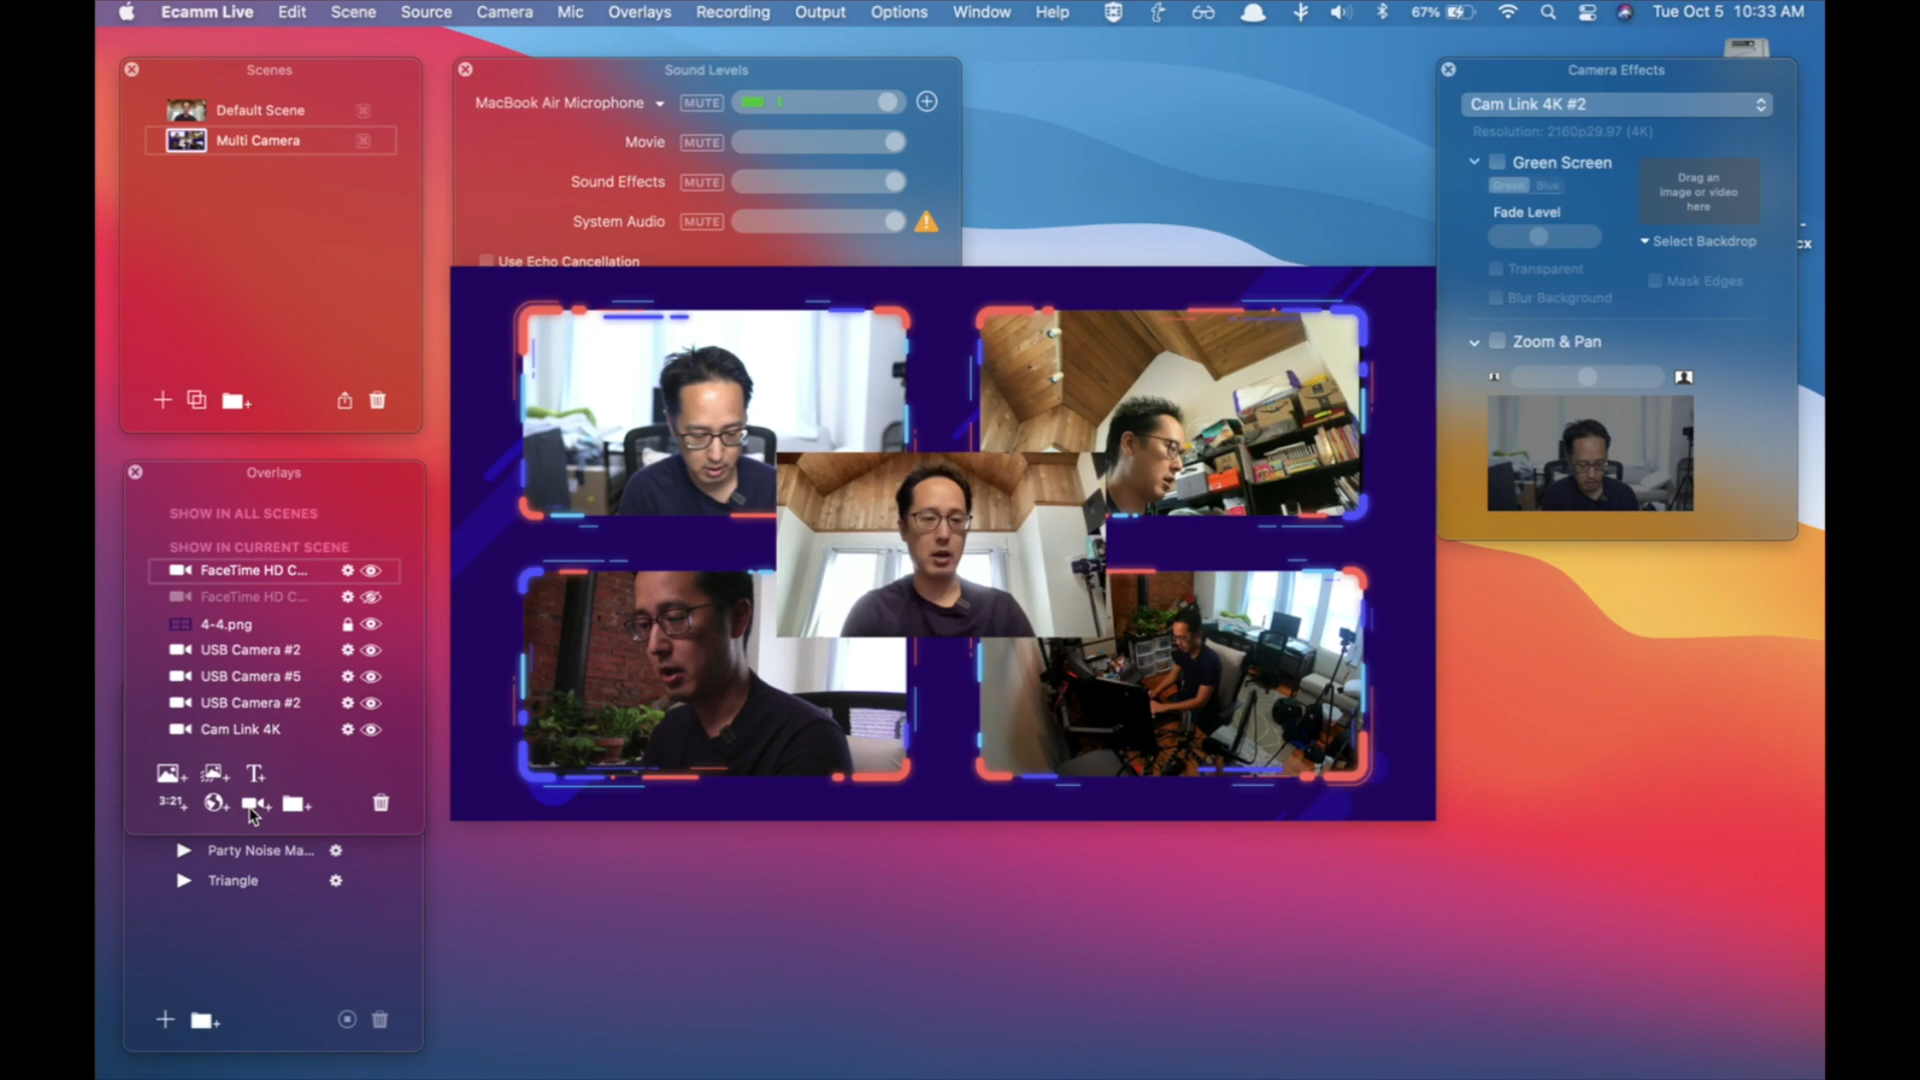 Ecamm Live Edit Scene Source Camera Mic Overlays Recording Output Options Window Help 67% Tue Oct 5 10:33 AM
Scenes
Default Scene
Multi Camera
Sound Levels
MacBook Air Microphone MUTE
Movie MUTE
Sound Effects MUTE
System Audio MUTE
Use Echo Cancellation
Camera Effects
Cam Link 4K #2
Resolution: 2160p29.97 (4K)
Green Screen
Green Blue
Drag an
image or video
here
Fade Level
Select Backdrop
Transparent
Mask Edges
Blur Background
Zoom & Pan
cx
Overlays
SHOW IN ALL SCENES
SHOW IN CURRENT SCENE
FaceTime HD C...
FaceTime HD C...
4-4.png
USB Camera #2
USB Camera #5
USB Camera #2
Cam Link 4K
T+
3:21+
Party Noise Ma...
Triangle